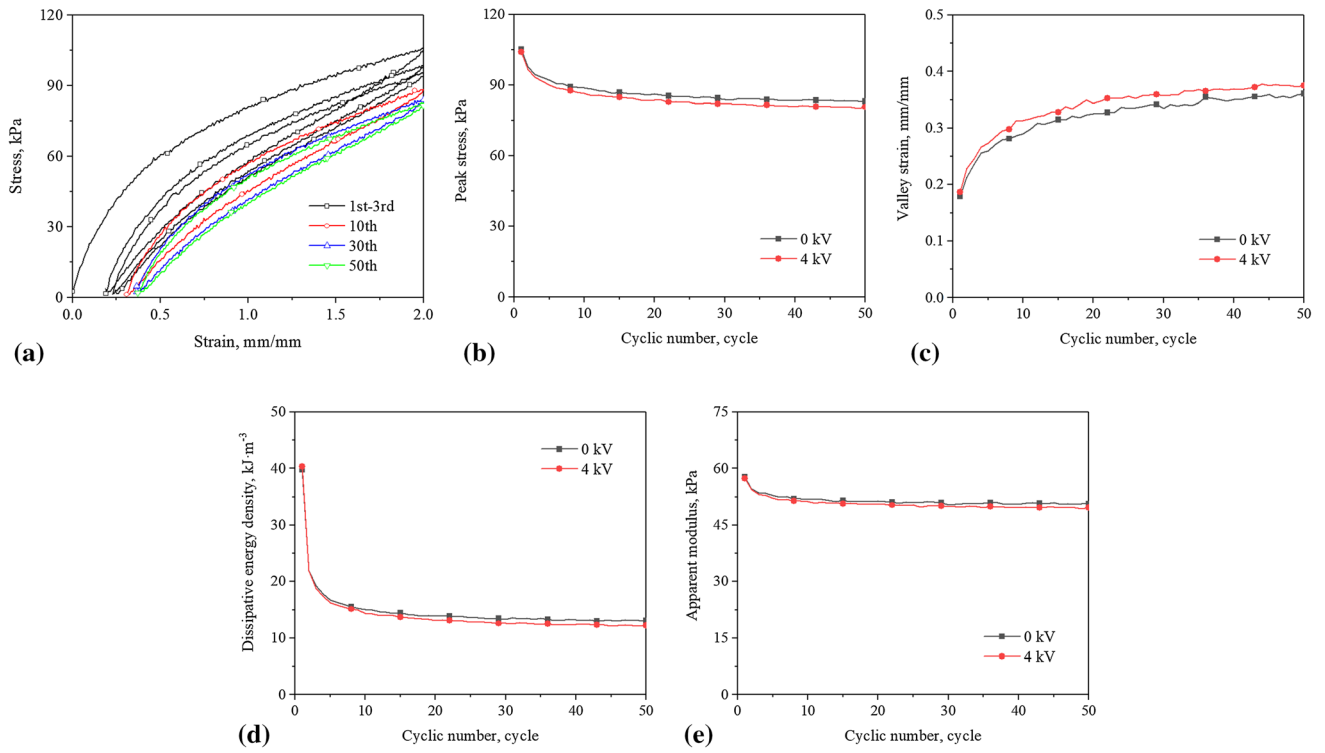 120
90
60
30
0
Stress, kPa
1st-3rd
10th
30th
50th
0.0 0.5 1.0 1.5 2.0
Strain, mm/mm
(a)
120
90
60
30
0
Peak stress, kPa
0 kV
4 kV
0 10 20 30 40 50
Cyclic number, cycle
(b)
0.5
0.4
0.3
0.2
0.1
0.0
Valley strain, mm/mm
0 kV
4 kV
0 10 20 30 40 50
Cyclic number, cycle
(c)
50
40
30
20
10
0
Dissipative energy density, kJ·m⁻³
0 kV
4 kV
0 10 20 30 40 50
Cyclic number, cycle
(d)
75
60
45
30
15
0
Apparent modulus, kPa
0 kV
4 kV
0 10 20 30 40 50
Cyclic number, cycle
(e)